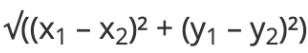 √((x₁ – x₂)² + (y₁ – y₂)²)